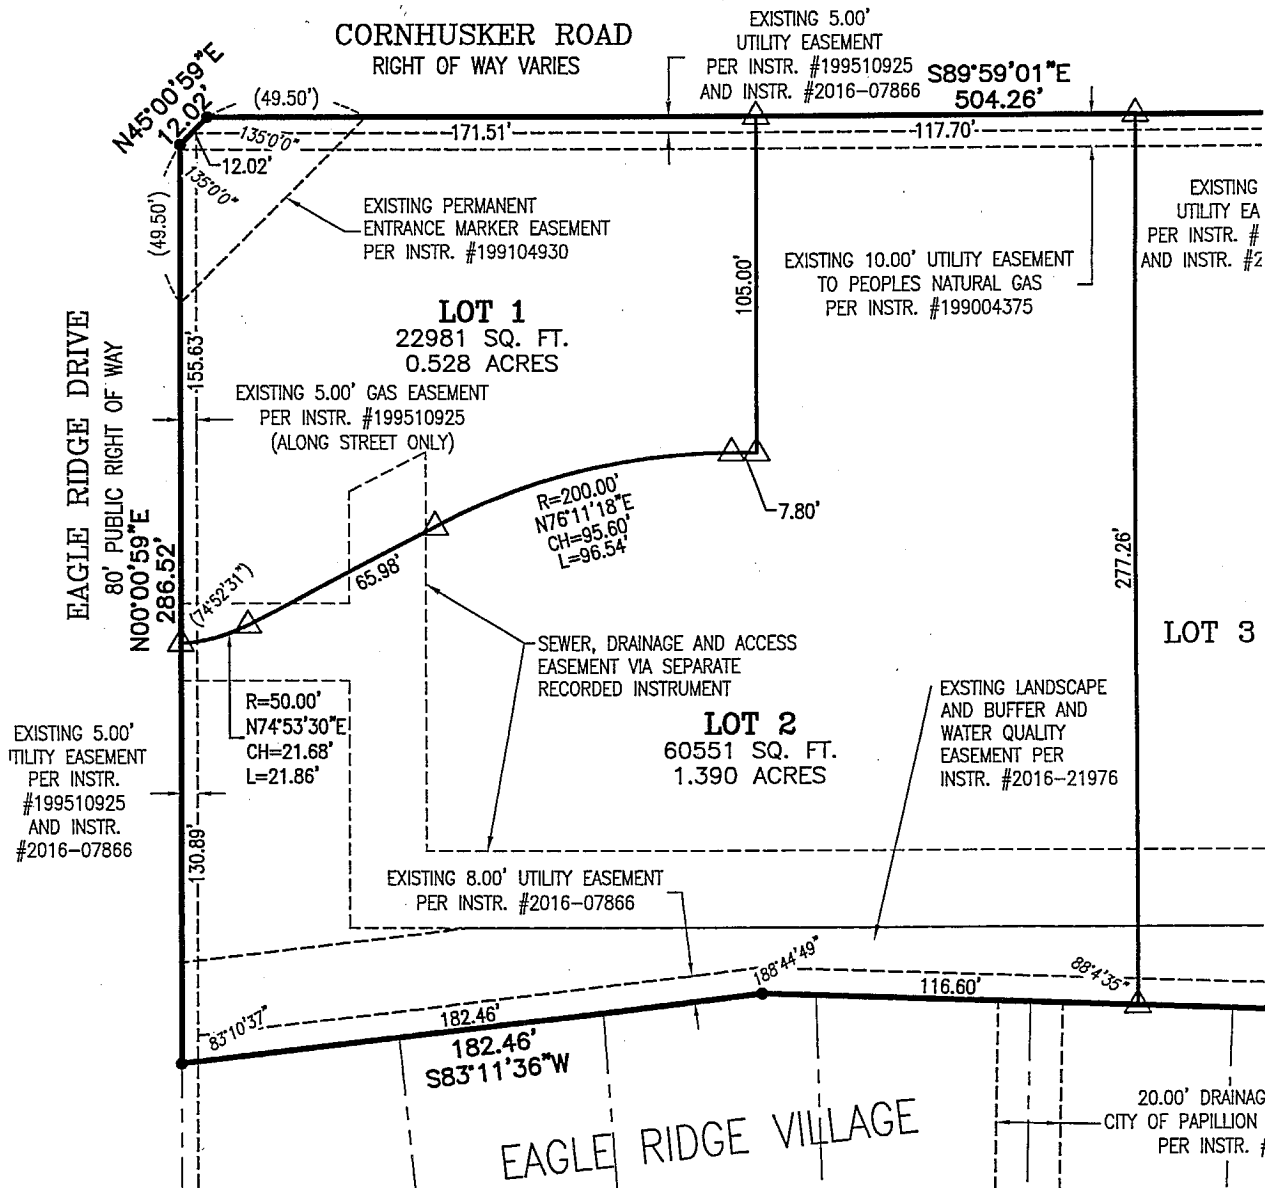 CORNHUSKER ROAD
RIGHT OF WAY VARIES
EXISTING 5.00'
UTILITY EASEMENT
PER INSTR. #199510925
AND INSTR. #2016-07866
S89°59'01"E
504.26'
N45°00'59"E
12.02'
(49.50')
135°0'0"
171.51'
117.70'
12.02'
135°0'0"
(49.50')
EXISTING PERMANENT
ENTRANCE MARKER EASEMENT
PER INSTR. #199104930
EXISTING
UTILITY EA
PER INSTR. #
AND INSTR. #2
EXISTING 10.00' UTILITY EASEMENT
TO PEOPLES NATURAL GAS
PER INSTR. #199004375
105.00'
LOT 1
22981 SQ. FT.
0.528 ACRES
155.63'
EXISTING 5.00' GAS EASEMENT
PER INSTR. #199510925
(ALONG STREET ONLY)
EAGLE RIDGE DRIVE
80' PUBLIC RIGHT OF WAY
N00°00'59"E
286.52'
R=200.00'
N76°11'18"E
CH=95.60'
L=96.54'
7.80'
65.98'
277.26'
(74°52'31")
LOT 3
SEWER, DRAINAGE AND ACCESS
EASEMENT VIA SEPARATE
RECORDED INSTRUMENT
R=50.00'
N74°53'30"E
CH=21.68'
L=21.86'
LOT 2
60551 SQ. FT.
1.390 ACRES
EXSTING LANDSCAPE
AND BUFFER AND
WATER QUALITY
EASEMENT PER
INSTR. #2016-21976
EXISTING 5.00'
TILITY EASEMENT
PER INSTR.
#199510925
AND INSTR.
#2016-07866
130.89'
EXISTING 8.00' UTILITY EASEMENT
PER INSTR. #2016-07866
188°44'49"
88°4'35"
116.60'
83°10'37"
182.46'
182.46'
S83°11'36"W
EAGLE RIDGE VILLAGE
20.00' DRAINAG
CITY OF PAPILLION
PER INSTR. #